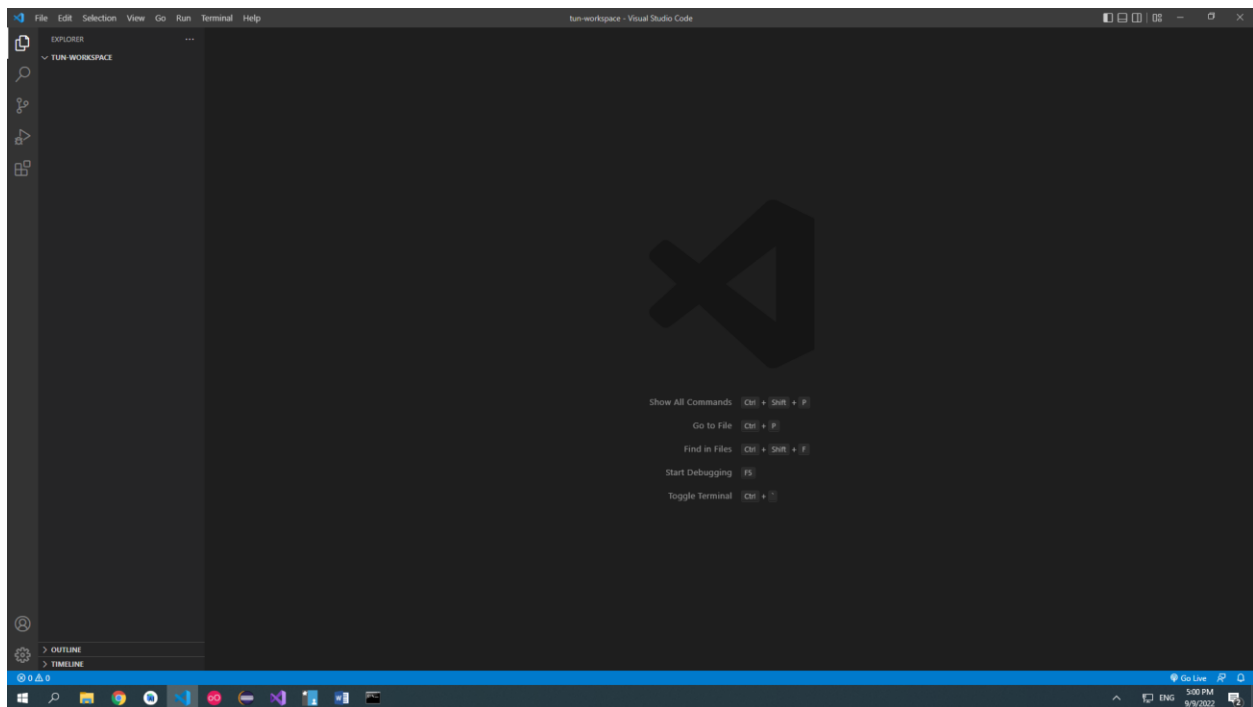 File Edit Selection View Go Run Terminal Help
tun-workspace - Visual Studio Code
EXPLORER
TUN-WORKSPACE
Show All Commands Ctrl + Shift + P
Go to File Ctrl + P
Find in Files Ctrl + Shift + F
Start Debugging F5
Toggle Terminal Ctrl + `
OUTLINE
TIMELINE
0 0
Go Live
ENG
5:00 PM
9/9/2022
2